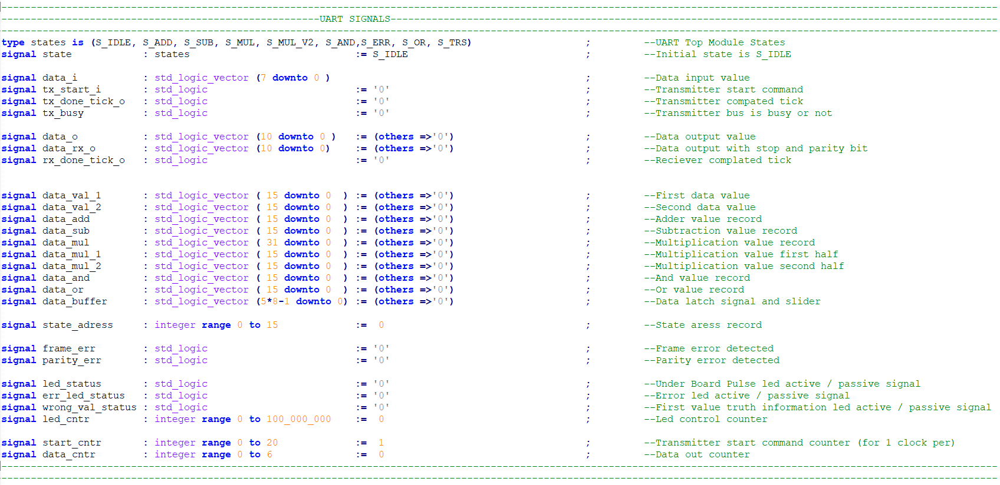 --UART SIGNALS--
type states is (S_IDLE, S_ADD, S_SUB, S_MUL, S_MUL_V2, S_AND,S_ERR, S_OR, S_TRS) ; --UART Top Module States
signal state : states := S_IDLE ; --Initial state is S_IDLE
signal data_i : std_logic_vector (7 downto 0 ) ; --Data input value
signal tx_start_i : std_logic := '0' ; --Transmitter start command
signal tx_done_tick_o : std_logic := '0' ; --Transmitter compated tick
signal tx_busy : std_logic := '0' ; --Transmitter bus is busy or not
signal data_o : std_logic_vector (10 downto 0 ) := (others =>'0') ; --Data output value
signal data_rx_o : std_logic_vector (10 downto 0) := (others =>'0') ; --Data output with stop and parity bit
signal rx_done_tick_o : std_logic := '0' ; --Reciever complated tick
signal data_val_1 : std_logic_vector ( 15 downto 0 ) := (others =>'0') ; --First data value
signal data_val_2 : std_logic_vector ( 15 downto 0 ) := (others =>'0') ; --Second data value
signal data_add : std_logic_vector ( 15 downto 0 ) := (others =>'0') ; --Adder value record
signal data_sub : std_logic_vector ( 15 downto 0 ) := (others =>'0') ; --Subtraction value record
signal data_mul : std_logic_vector ( 31 downto 0 ) := (others =>'0') ; --Multiplication value record
signal data_mul_1 : std_logic_vector ( 15 downto 0 ) := (others =>'0') ; --Multiplication value first half
signal data_mul_2 : std_logic_vector ( 15 downto 0 ) := (others =>'0') ; --Multiplication value second half
signal data_and : std_logic_vector ( 15 downto 0 ) := (others =>'0') ; --And value record
signal data_or : std_logic_vector ( 15 downto 0 ) := (others =>'0') ; --Or value record
signal data_buffer : std_logic_vector (5*8-1 downto 0) := (others =>'0') ; --Data latch signal and slider
signal state_adress : integer range 0 to 15 := 0 ; --State aress record
signal frame_err : std_logic := '0' ; --Frame error detected
signal parity_err : std_logic := '0' ; --Parity error detected
signal led_status : std_logic := '0' ; --Under Board Pulse led active / passive signal
signal err_led_status : std_logic := '0' ; --Error led active / passive signal
signal wrong_val_status : std_logic := '0' ; --First value truth information led active / passive signal
signal led_cntr : integer range 0 to 100_000_000 := 0 ; --Led control counter
signal start_cntr : integer range 0 to 20 := 1 ; --Transmitter start command counter (for 1 clock per)
signal data_cntr : integer range 0 to 6 := 0 ; --Data out counter